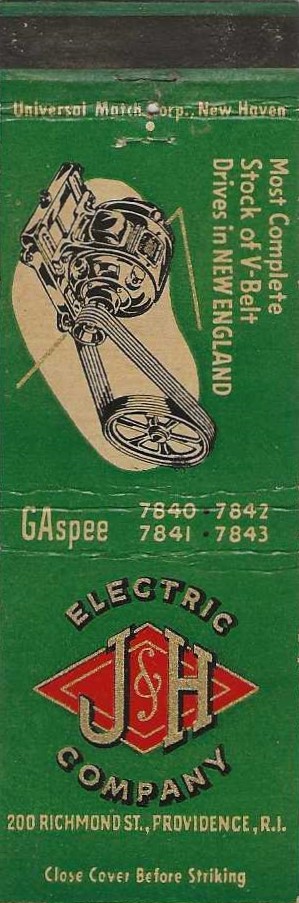 Universal Match Corp., New Haven
Most Complete
Stock of V-Belt
Drives in NEW ENGLAND
GAspee 7840 · 7842
7841 · 7843
ELECTRIC
J&H
COMPANY
200 RICHMOND ST., PROVIDENCE, R.I.
Close Cover Before Striking